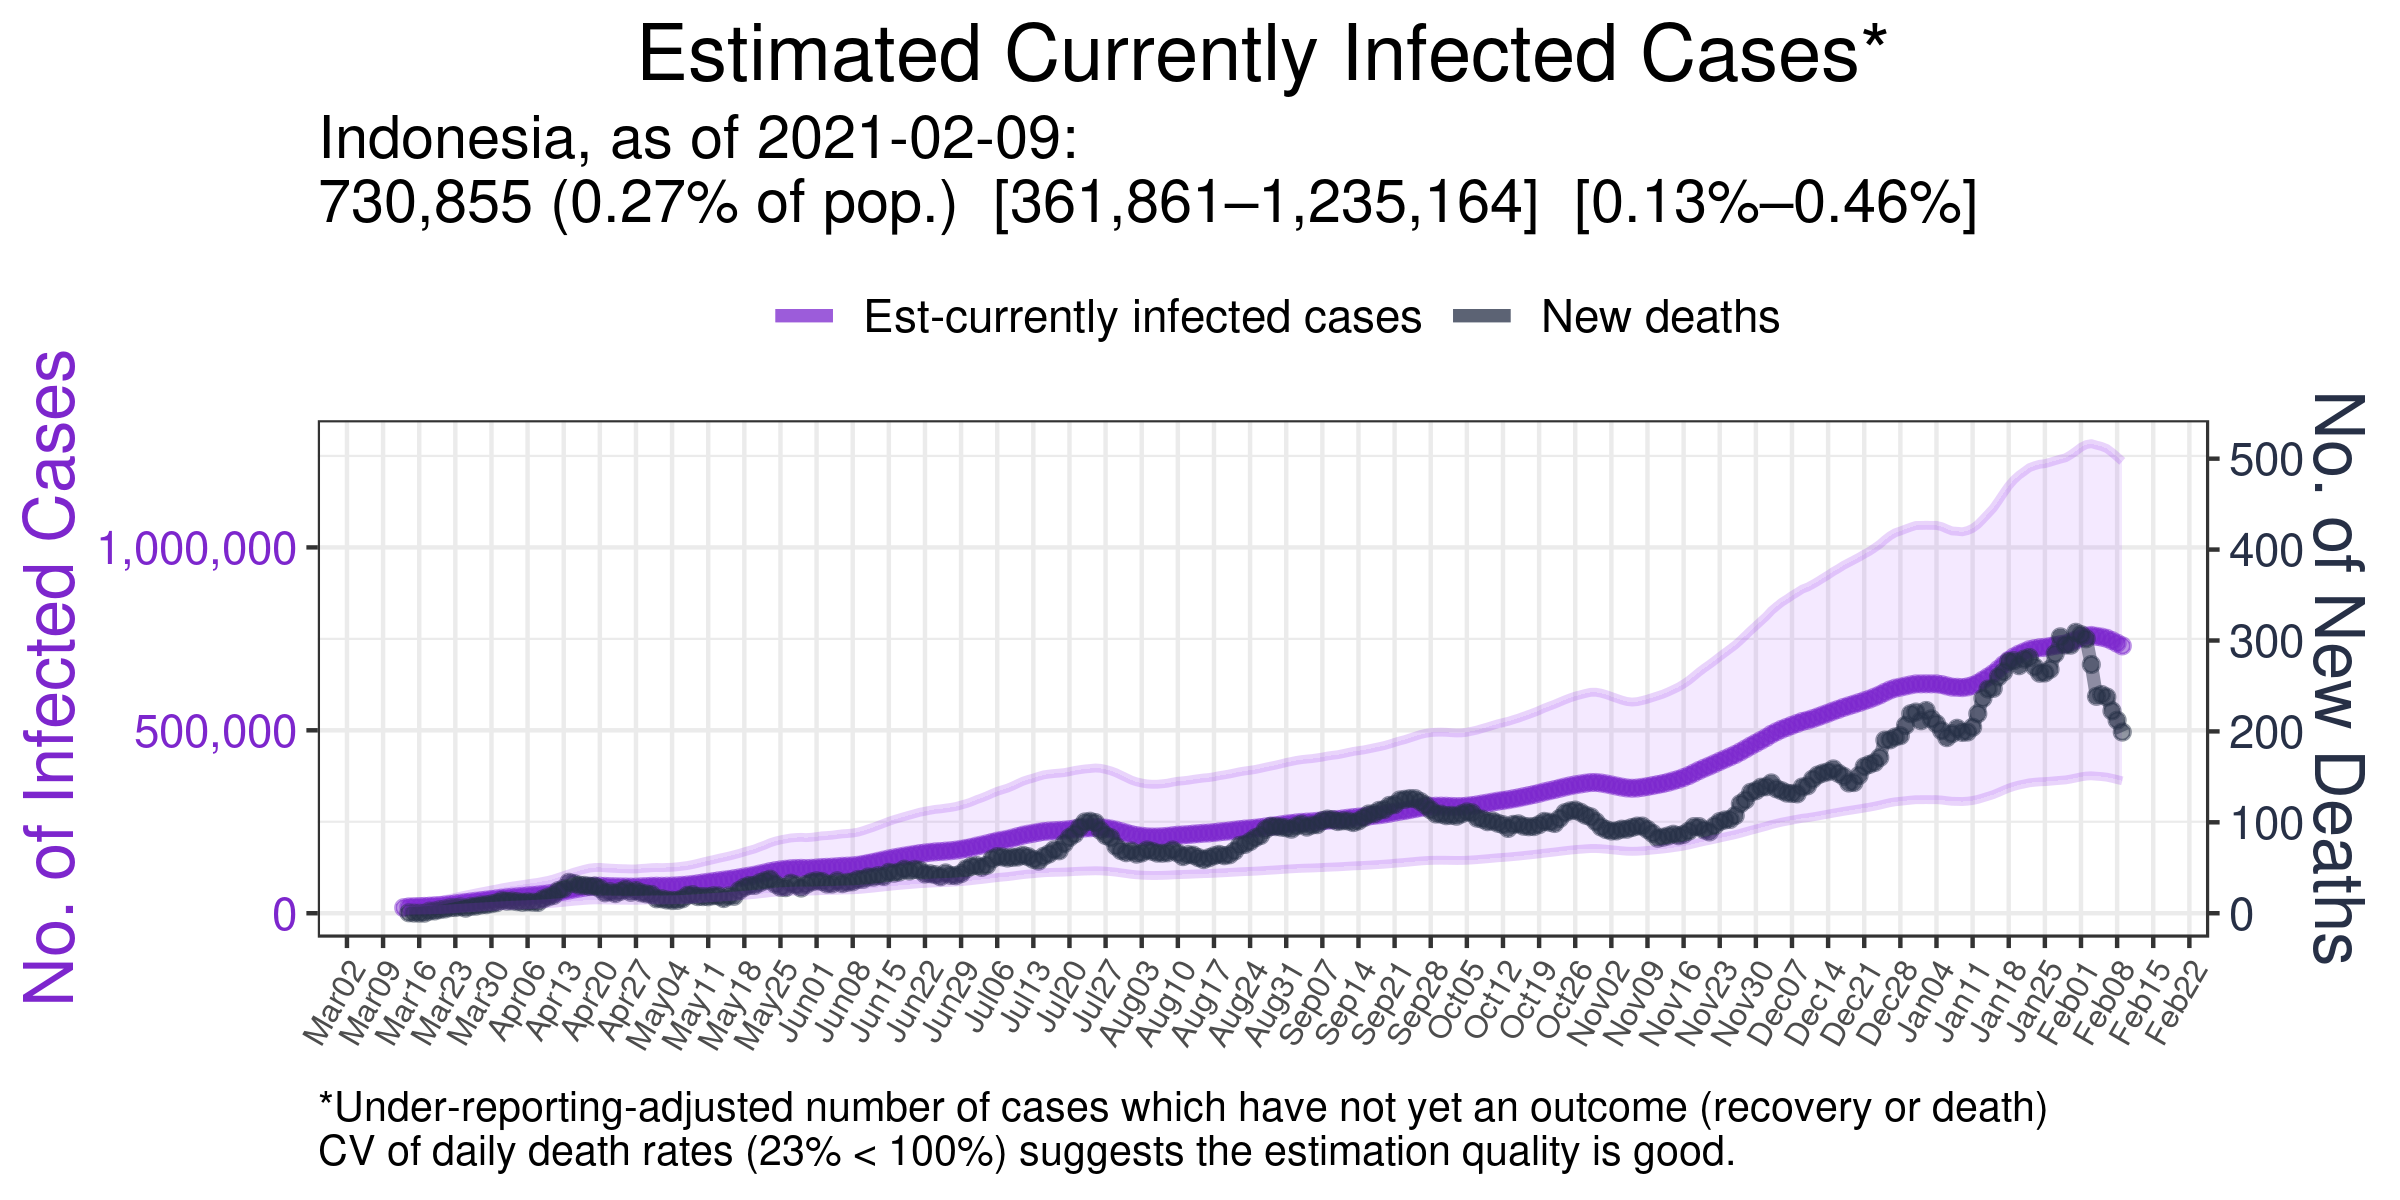 Estimated Currently Infected Cases*
Indonesia, as of 2021-02-09:
730,855 (0.27% of pop.)  [361,861–1,235,164]  [0.13%–0.46%]
Est-currently infected cases
New deaths
No. of Infected Cases
1,000,000
500,000
0
500
400
300
200
100
0
No. of New Deaths
Mar02
Mar09
Mar16
Mar23
Mar30
Apr06
Apr13
Apr20
Apr27
May04
May11
May18
May25
Jun01
Jun08
Jun15
Jun22
Jun29
Jul06
Jul13
Jul20
Jul27
Aug03
Aug10
Aug17
Aug24
Aug31
Sep07
Sep14
Sep21
Sep28
Oct05
Oct12
Oct19
Oct26
Nov02
Nov09
Nov16
Nov23
Nov30
Dec07
Dec14
Dec21
Dec28
Jan04
Jan11
Jan18
Jan25
Feb01
Feb08
Feb15
Feb22
*Under-reporting-adjusted number of cases which have not yet an outcome (recovery or death)
CV of daily death rates (23% < 100%) suggests the estimation quality is good.